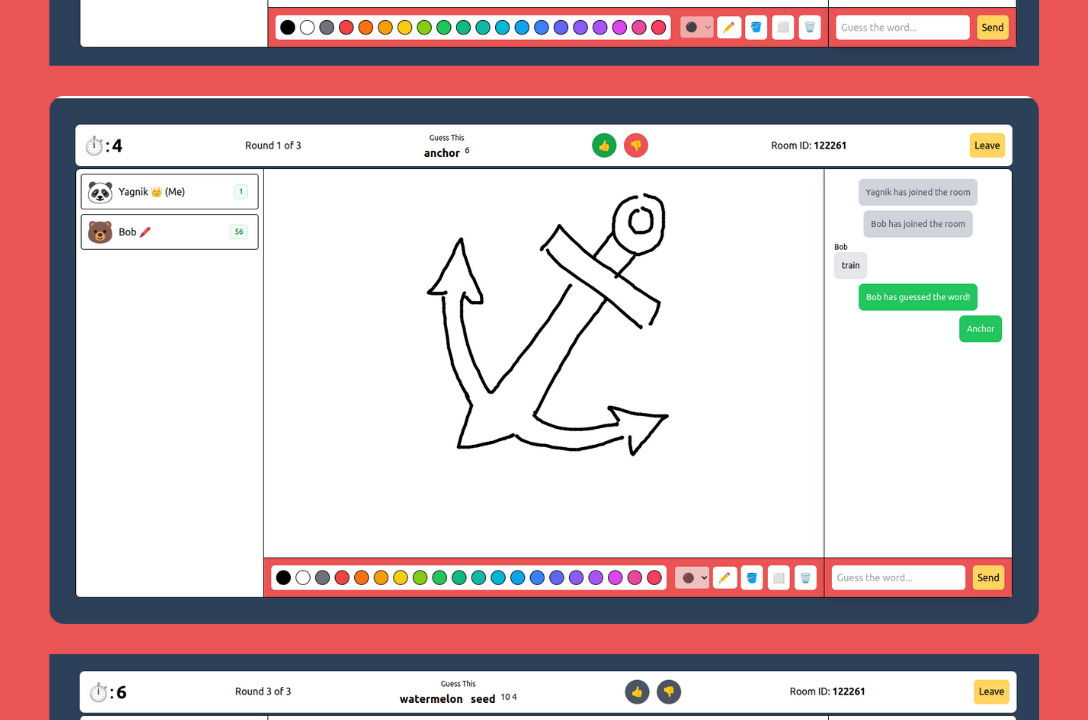 Guess the word...
Send
:4
Round 1 of 3
Guess This
anchor 6
Room ID: 122261
Leave
Yagnik 👑 (Me)
1
Bob
56
Yagnik has joined the room
Bob has joined the room
Bob
train
Bob has guessed the word!
Anchor
Guess the word...
Send
:6
Round 3 of 3
Guess This
watermelon seed 10 4
Room ID: 122261
Leave